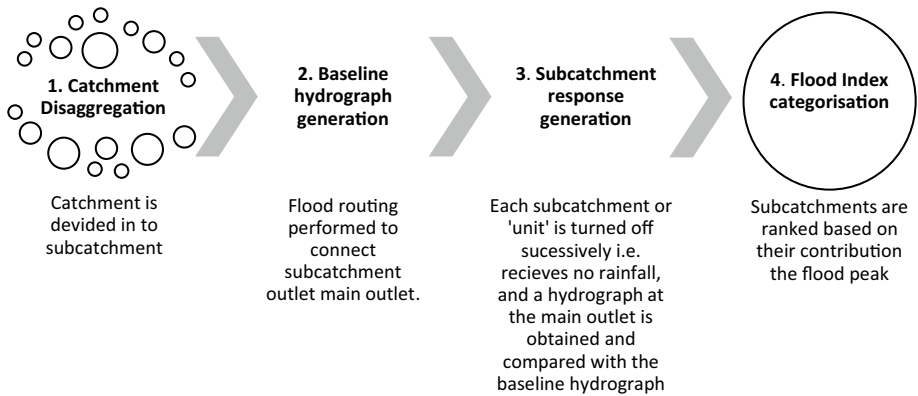 1. Catchment
Disaggregation
Catchment is
devided in to
subcatchment
2. Baseline
hydrograph
generation
Flood routing
performed to
connect
subcatchment
outlet main outlet.
3. Subcatchment
response
generation
Each subcatchment or
'unit' is turned off
sucessively i.e.
recieves no rainfall,
and a hydrograph at
the main outlet is
obtained and
compared with the
baseline hydrograph
4. Flood Index
categorisation
Subcatchments are
ranked based on
their contribution
the flood peak